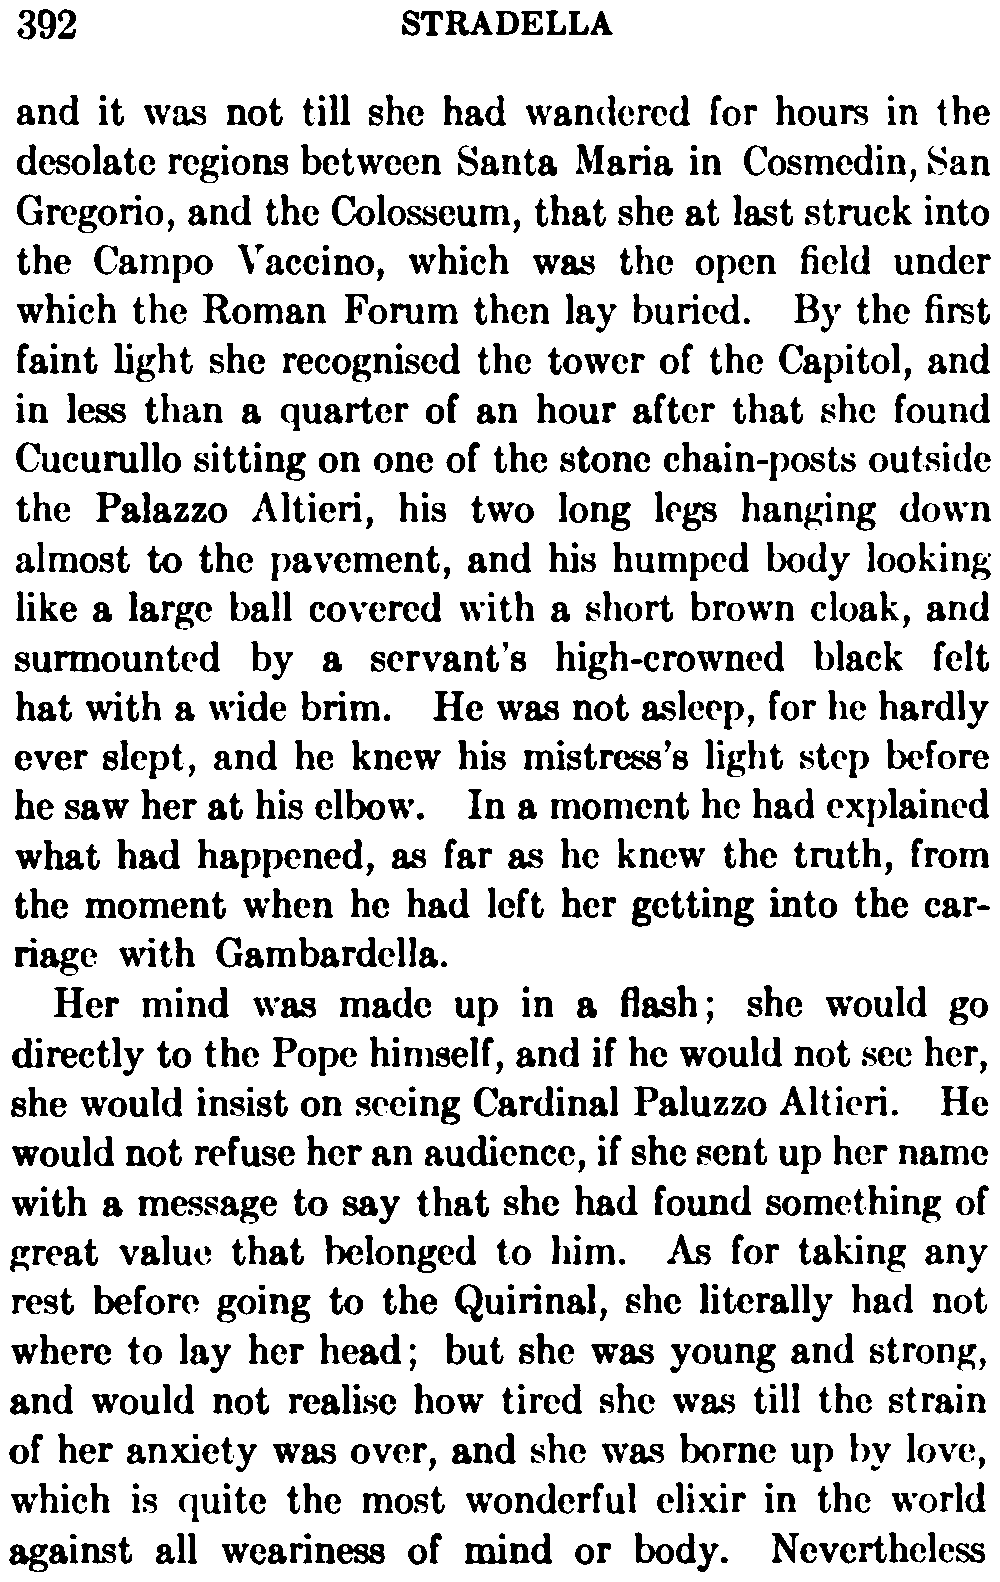 392 STRADELLA
and it was not till she had wandered for hours in the
desolate regions between Santa Maria in Cosmedin, San
Gregorio, and the Colosseum, that she at last struck into
the Campo Vaccino, which was the open field under
which the Roman Forum then lay buried. By the first
faint light she recognised the tower of the Capitol, and
in less than a quarter of an hour after that she found
Cucurullo sitting on one of the stone chain-posts outside
the Palazzo Altieri, his two long legs hanging down
almost to the pavement, and his humped body looking
like a large ball covered with a short brown cloak, and
surmounted by a servant's high-crowned black felt
hat with a wide brim. He was not asleep, for he hardly
ever slept, and he knew his mistress's light step before
he saw her at his elbow. In a moment he had explained
what had happened, as far as he knew the truth, from
the moment when he had left her getting into the car-
riage with Gambardella.
Her mind was made up in a flash; she would go
directly to the Pope himself, and if he would not see her,
she would insist on seeing Cardinal Paluzzo Altieri. He
would not refuse her an audience, if she sent up her name
with a message to say that she had found something of
great value that belonged to him. As for taking any
rest before going to the Quirinal, she literally had not
where to lay her head; but she was young and strong,
and would not realise how tired she was till the strain
of her anxiety was over, and she was borne up by love,
which is quite the most wonderful elixir in the world
against all weariness of mind or body. Nevertheless